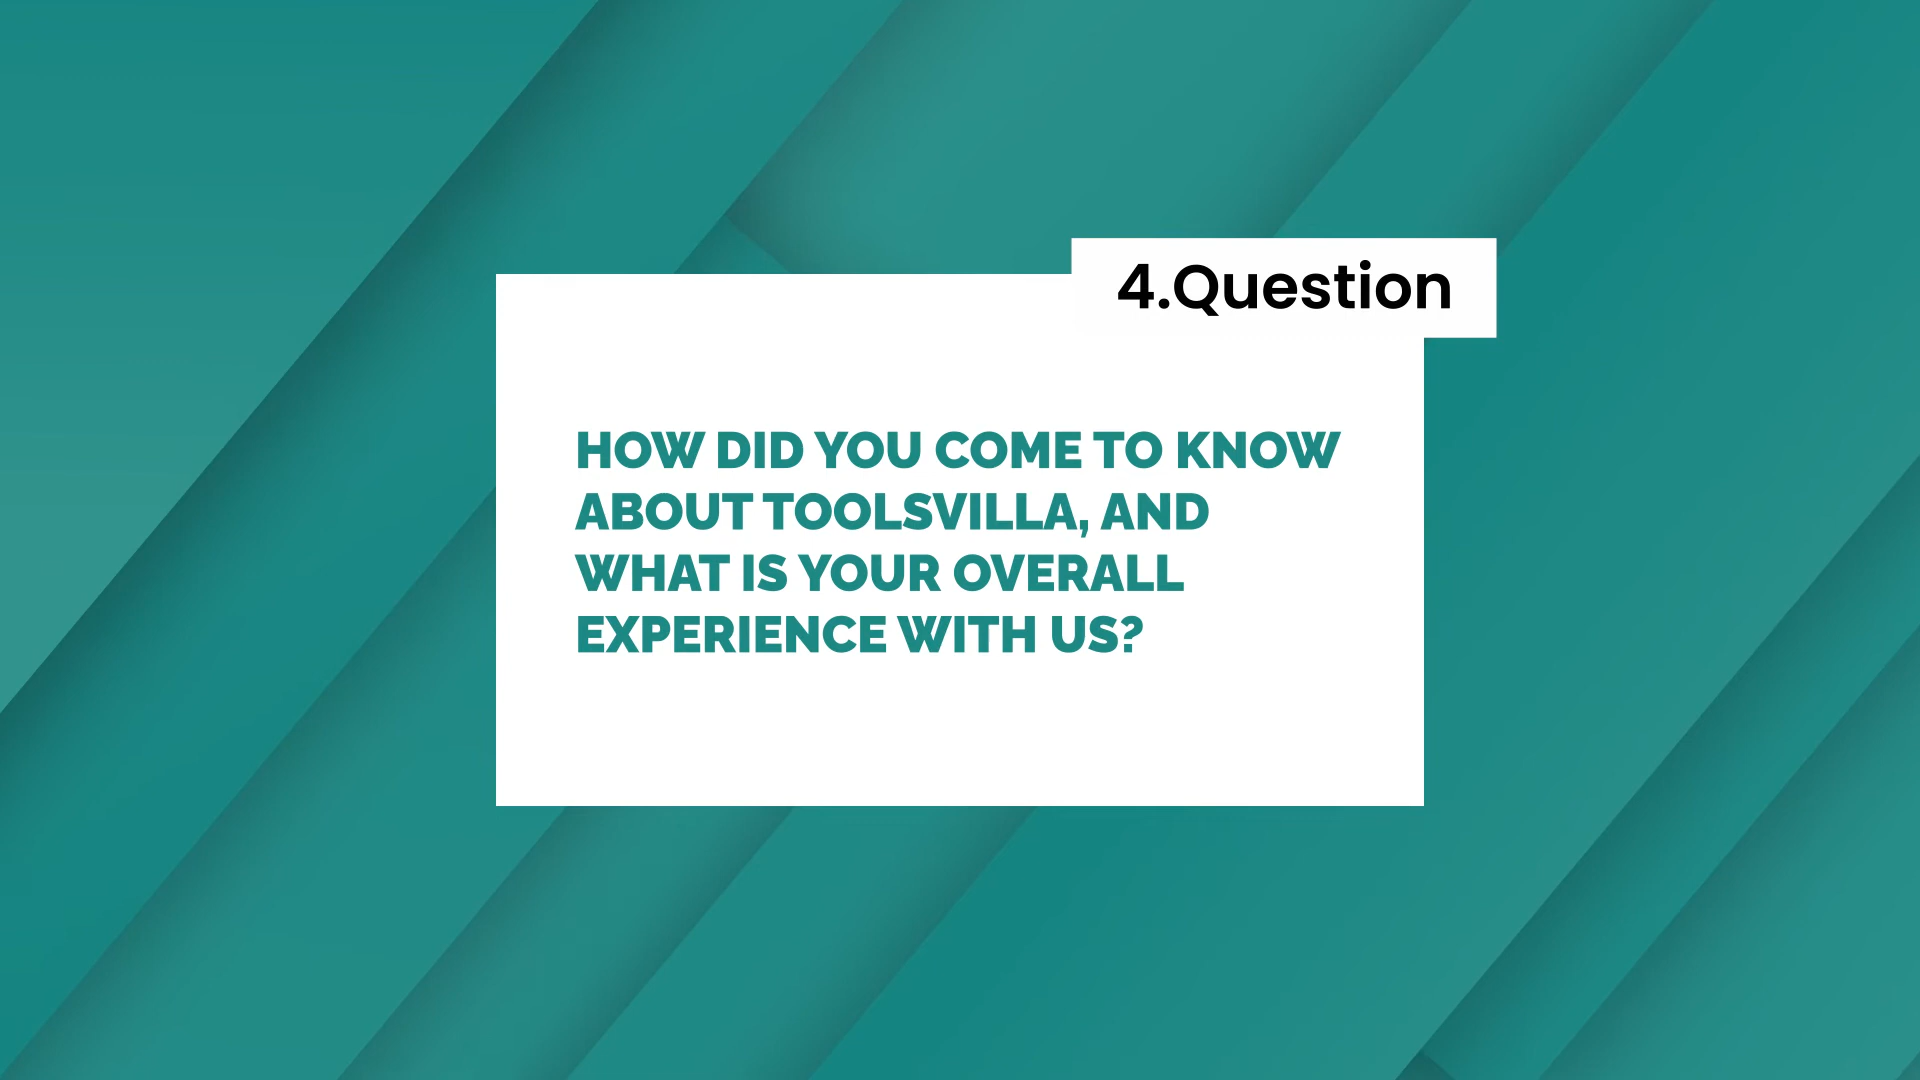 4.Question
HOW DID YOU COME TO KNOW
ABOUT TOOLSVILLA, AND
WHAT IS YOUR OVERALL
EXPERIENCE WITH US?